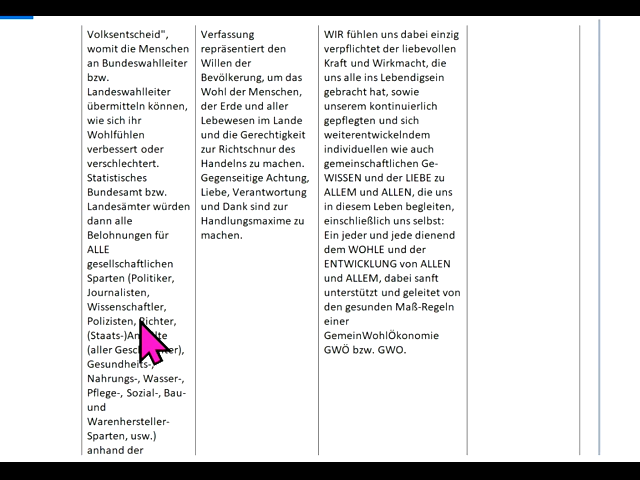 Volksentscheid",
womit die Menschen
an Bundeswahlleiter
bzw.
Landeswahlleiter
übermitteln können,
wie sich ihr
Wohlfühlen
verbessert oder
verschlechtert.
Statistisches
Bundesamt bzw.
Landesämter würden
dann alle
Belohnungen für
ALLE
gesellschaftlichen
Sparten (Politiker,
Journalisten,
Wissenschaftler,
Polizisten, Richter,
(Staats-)
(aller
Gesundheits-,
Nahrungs-, Wasser-,
Pflege-, Sozial-, Bau-
und
Warenhersteller-
Sparten, usw.)
anhand der
Verfassung
repräsentiert den
Willen der
Bevölkerung, um das
Wohl der Menschen,
der Erde und aller
Lebewesen im Lande
und die Gerechtigkeit
zur Richtschnur des
Handelns zu machen.
Gegenseitige Achtung,
Liebe, Verantwortung
und Dank sind zur
Handlungsmaxime zu
machen.
WIR fühlen uns dabei einzig
verpflichtet der liebevollen
Kraft und Wirkmacht, die
uns alle ins Lebendigsein
gebracht hat, sowie
unserem kontinuierlich
gepflegten und sich
weiterentwickelndem
individuellen wie auch
gemeinschaftlichen Ge-
WISSEN und der LIEBE zu
ALLEM und ALLEN, die uns
in diesem Leben begleiten,
einschließlich uns selbst:
Ein jeder und jede dienend
dem WOHLE und der
ENTWICKLUNG von ALLEN
und ALLEM, dabei sanft
unterstützt und geleitet von
den gesunden Maß-Regeln
einer
GemeinWohlÖkonomie
GWÖ bzw. GWO.